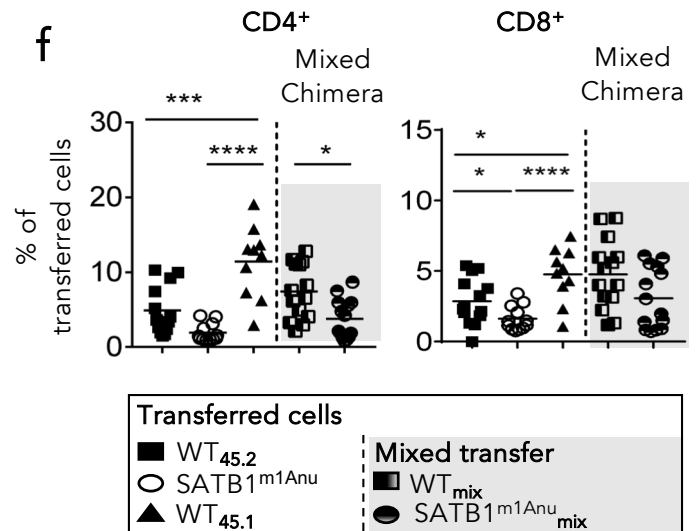 f
CD4⁺
CD8⁺
Mixed
Chimera
Mixed
Chimera
% of
transferred cells
30
20
10
0
***
****
*
15
10
5
0
*
*
****
Transferred cells
WT45.2
SATB1m1Anu
WT45.1
Mixed transfer
WTmix
SATB1m1Anumix